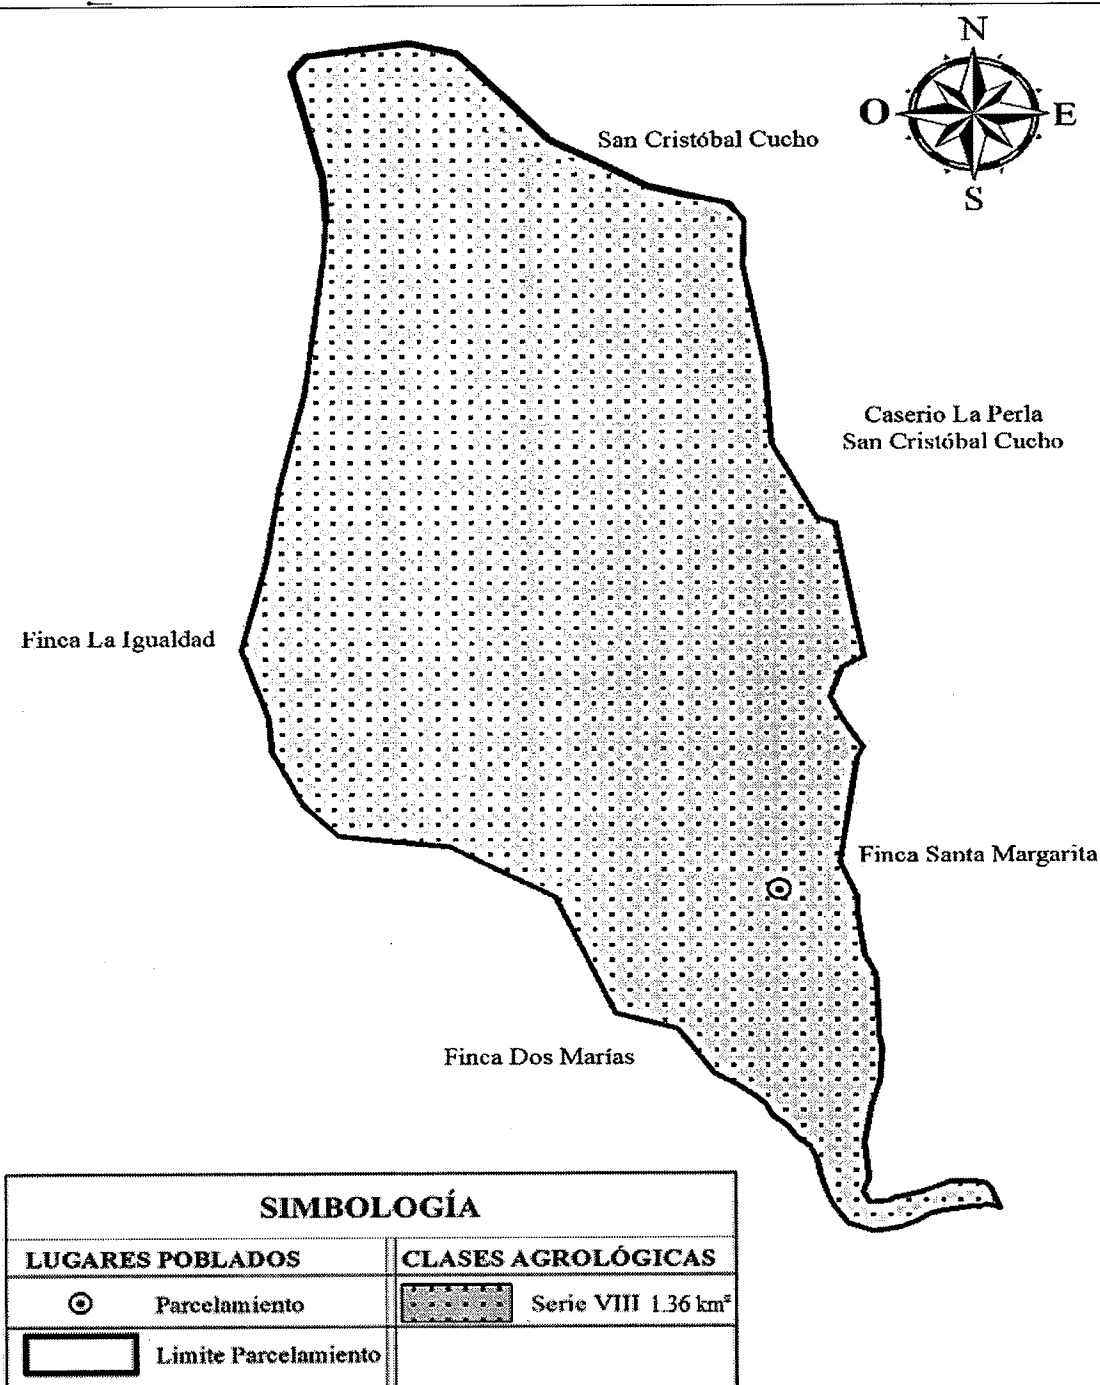 N
O
E
S
San Cristóbal Cucho
Caserio La Perla
San Cristóbal Cucho
Finca La Igualdad
Finca Santa Margarita
Finca Dos Marías
SIMBOLOGÍA
LUGARES POBLADOS
CLASES AGROLÓGICAS
Parcelamiento
Serie VIII 1.36 km²
Limite Parcelamiento